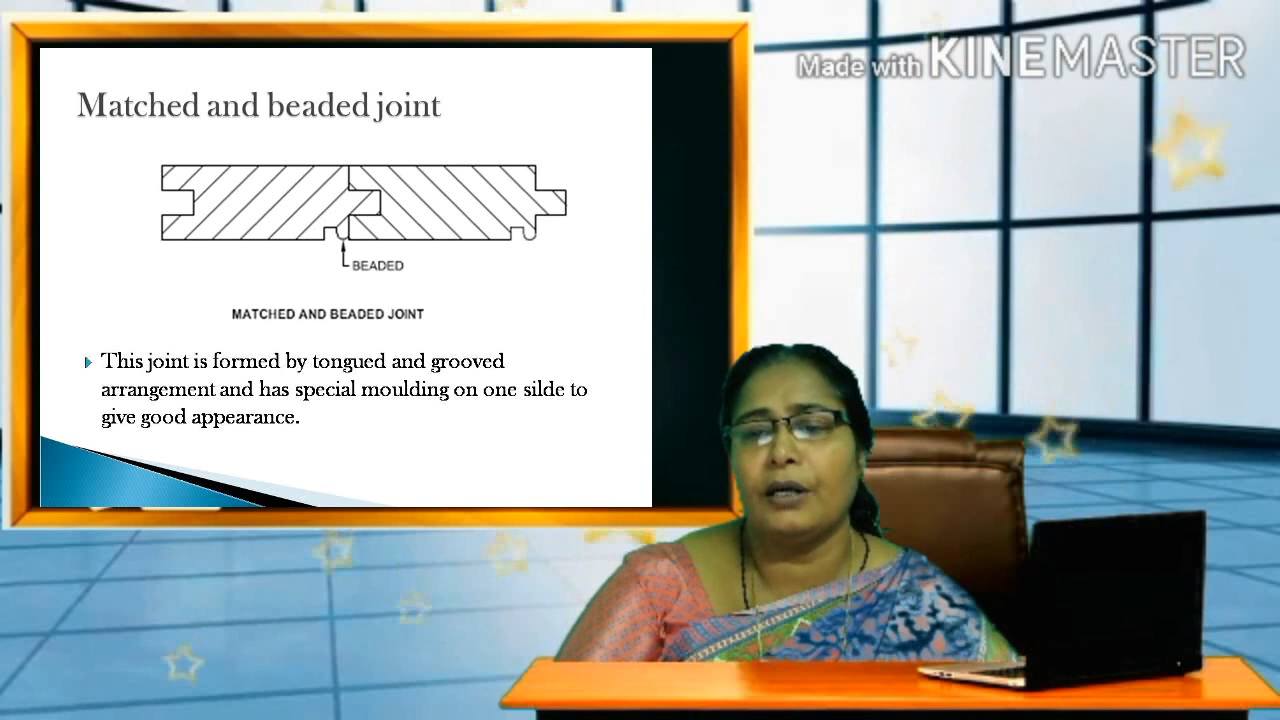 Made with KINEMASTER
Matched and beaded joint
BEADED
MATCHED AND BEADED JOINT
This joint is formed by tongued and grooved
arrangement and has special moulding on one silde to
give good appearance.